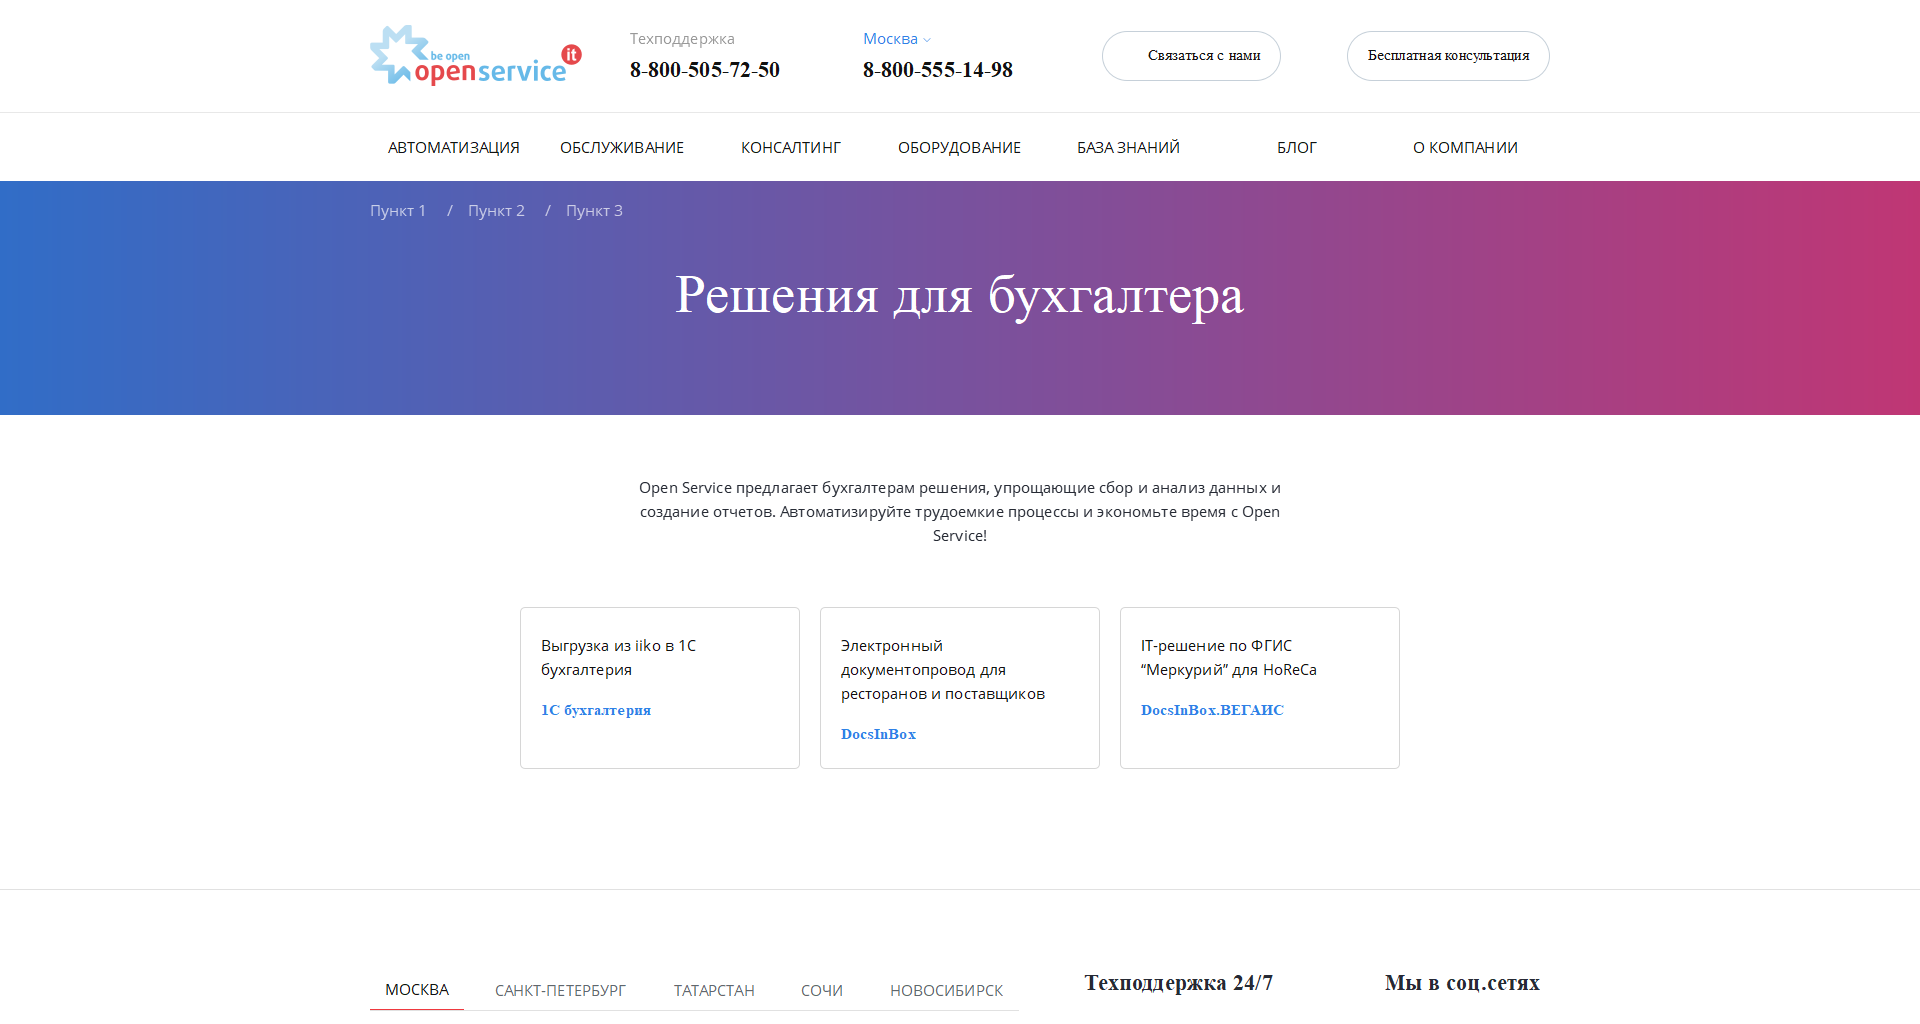 be open
openservice
it
Техподдержка
8-800-505-72-50
Москва
8-800-555-14-98
Связаться с нами
Бесплатная консультация
АВТОМАТИЗАЦИЯ
ОБСЛУЖИВАНИЕ
КОНСАЛТИНГ
ОБОРУДОВАНИЕ
БАЗА ЗНАНИЙ
БЛОГ
О КОМПАНИИ
Пункт 1 / Пункт 2 / Пункт 3
Решения для бухгалтера
Open Service предлагает бухгалтерам решения, упрощающие сбор и анализ данных и
создание отчетов. Автоматизируйте трудоемкие процессы и экономьте время с Open
Service!
Выгрузка из iiko в 1С
бухгалтерия
1С бухгалтерия
Электронный
документопровод для
ресторанов и поставщиков
DocsInBox
IT-решение по ФГИС
“Меркурий” для HoReCa
DocsInBox.ВЕГАИС
МОСКВА
САНКТ-ПЕТЕРБУРГ
ТАТАРСТАН
СОЧИ
НОВОСИБИРСК
Техподдержка 24/7
Мы в соц.сетях